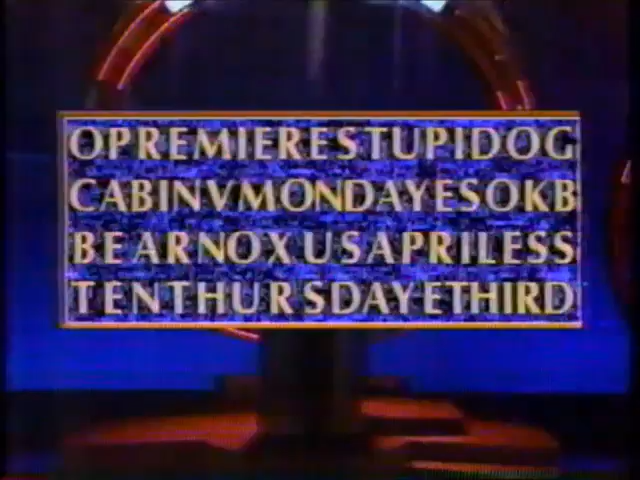 OPREMIERESTUPIDOG
CABINVMONDAYESOKB
BEARNOXUSAPRILESS
TENTHURSDAYETHIRD